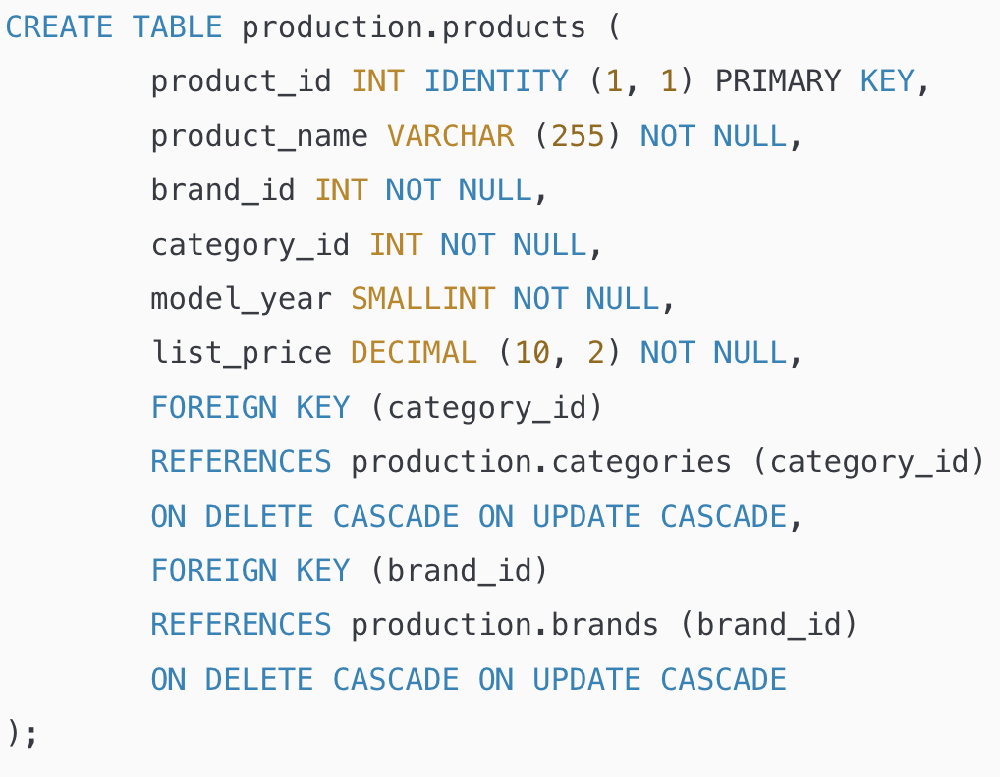 CREATE TABLE production.products (
product_id INT IDENTITY (1, 1) PRIMARY KEY,
product_name VARCHAR (255) NOT NULL,
brand_id INT NOT NULL,
category_id INT NOT NULL,
model_year SMALLINT NOT NULL,
list_price DECIMAL (10, 2) NOT NULL,
FOREIGN KEY (category_id)
REFERENCES production.categories (category_id)
ON DELETE CASCADE ON UPDATE CASCADE,
FOREIGN KEY (brand_id)
REFERENCES production.brands (brand_id)
ON DELETE CASCADE ON UPDATE CASCADE
);